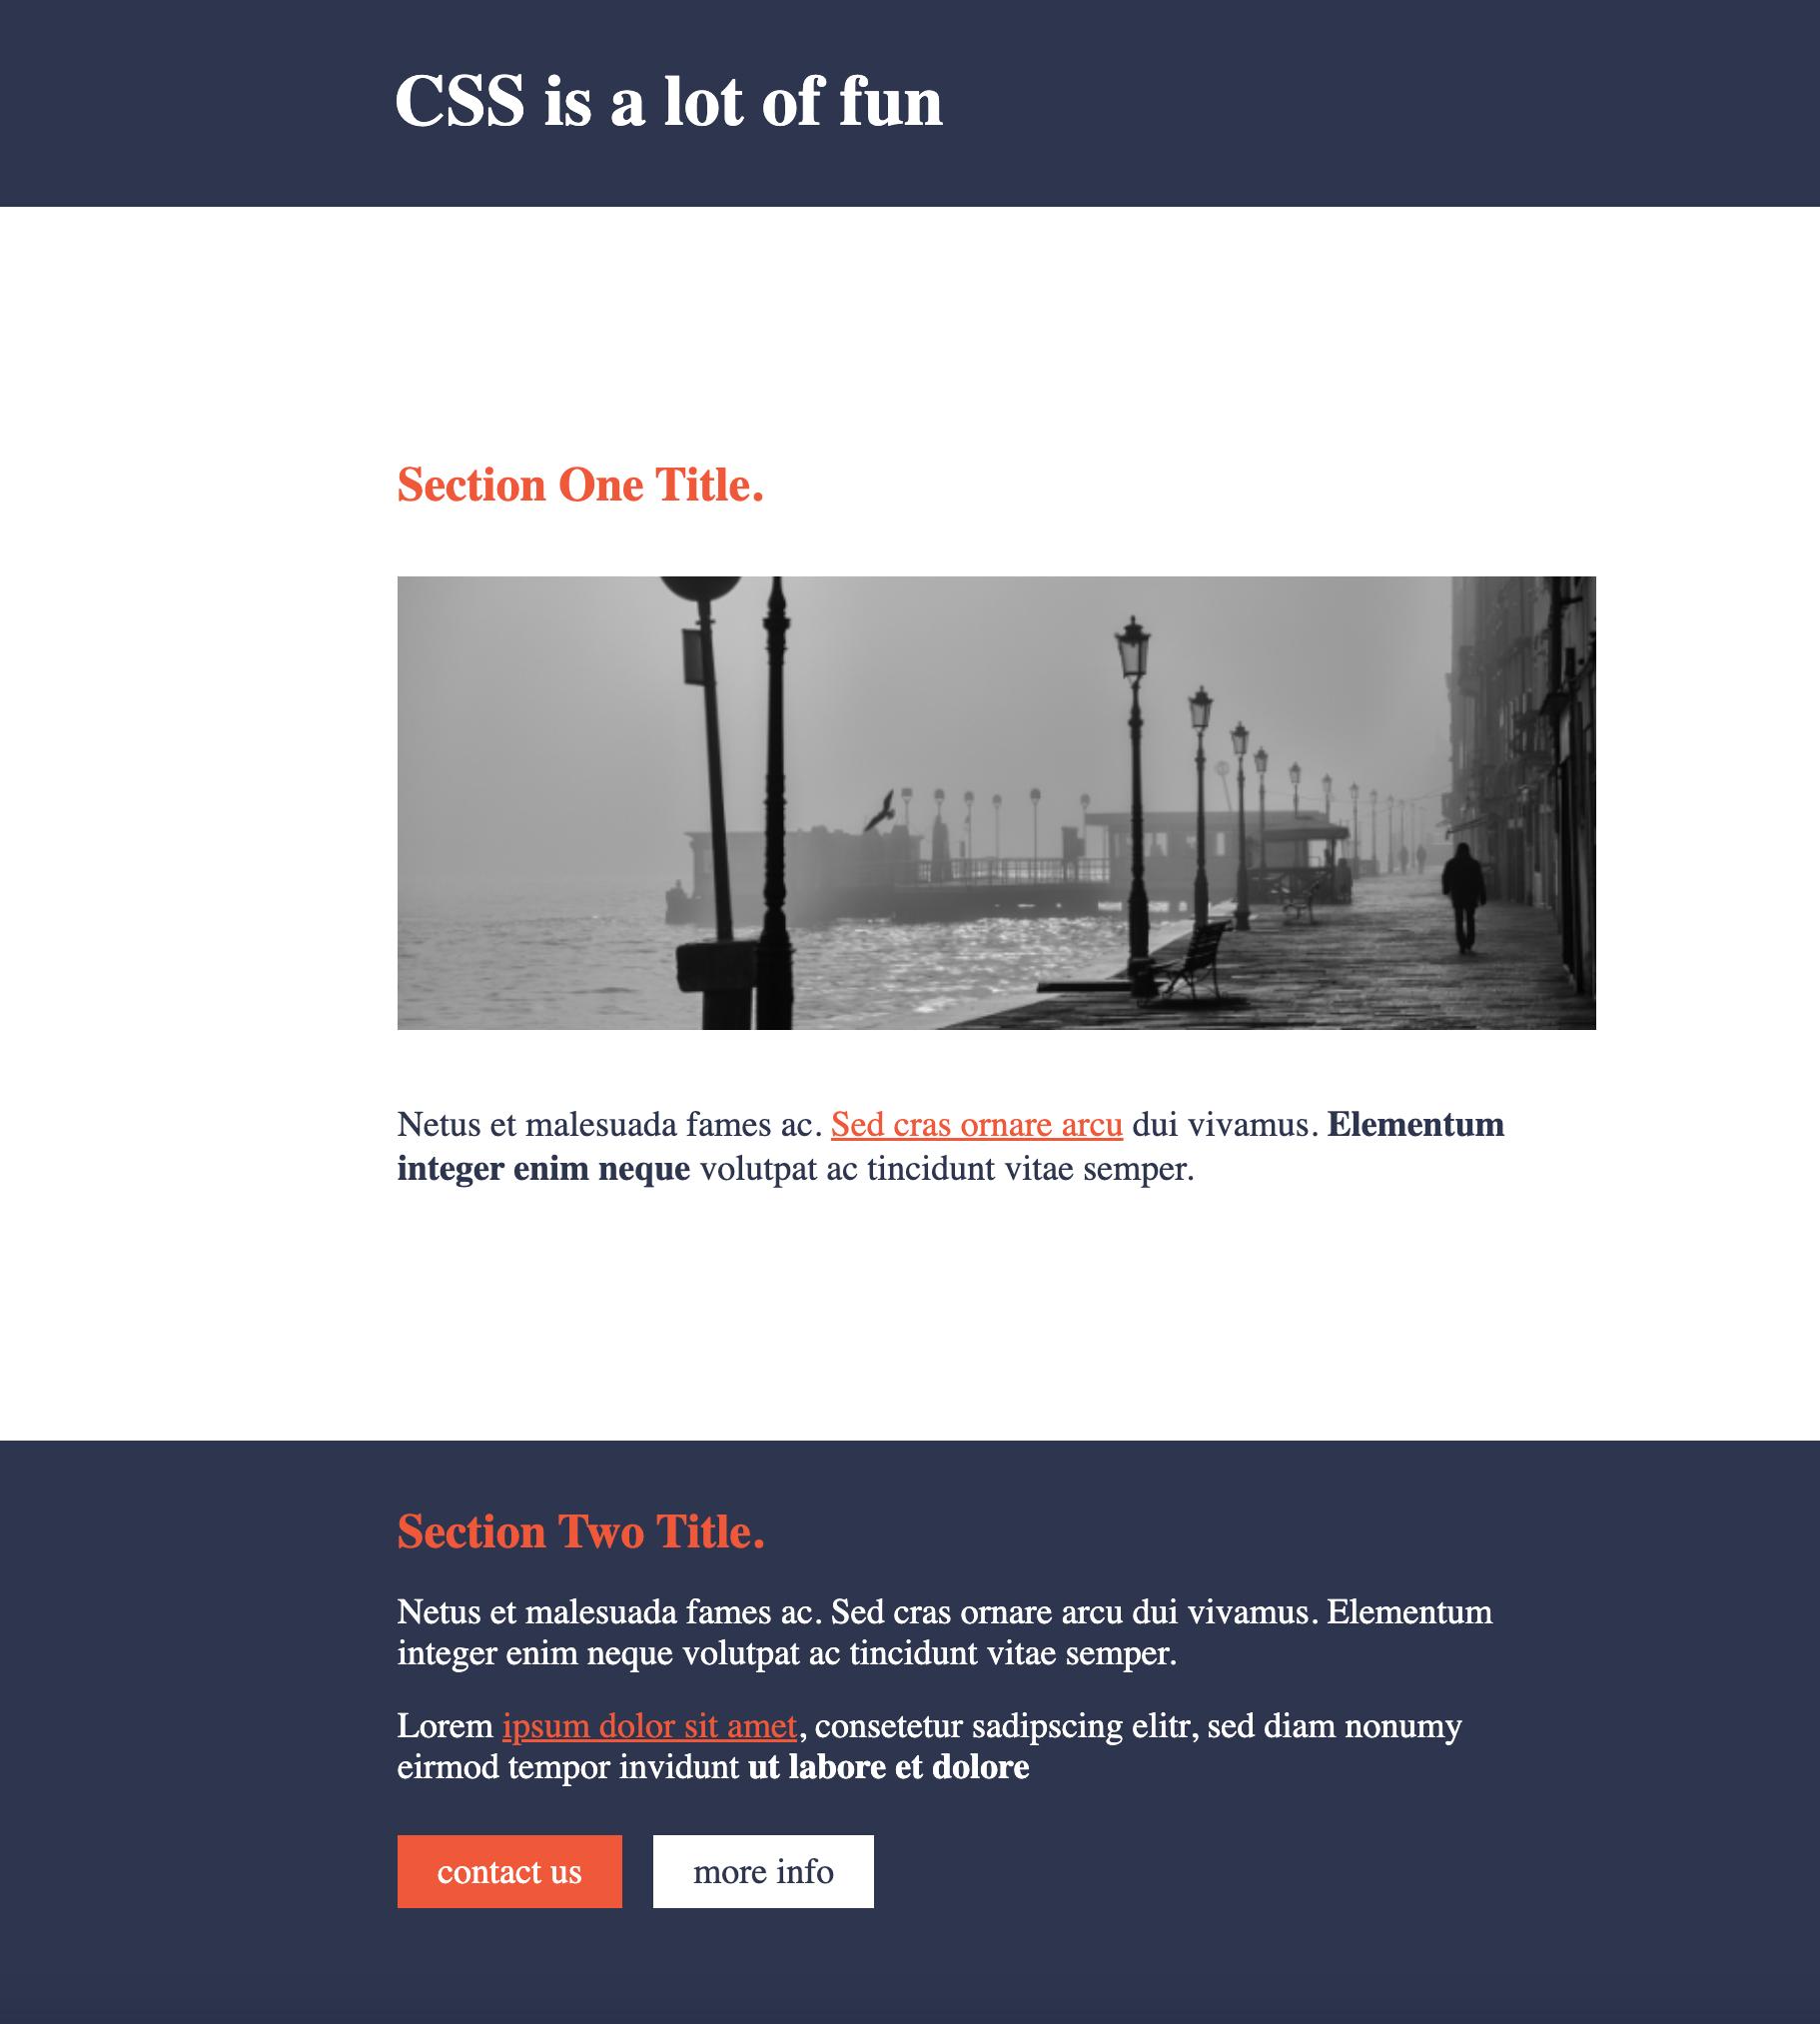 CSS is a lot of fun
Section One Title.
Netus et malesuada fames ac. Sed cras ornare arcu dui vivamus. Elementum
integer enim neque volutpat ac tincidunt vitae semper.
Section Two Title.
Netus et malesuada fames ac. Sed cras ornare arcu dui vivamus. Elementum
integer enim neque volutpat ac tincidunt vitae semper.
Lorem ipsum dolor sit amet, consetetur sadipscing elitr, sed diam nonumy
eirmod tempor invidunt ut labore et dolore
contact us
more info